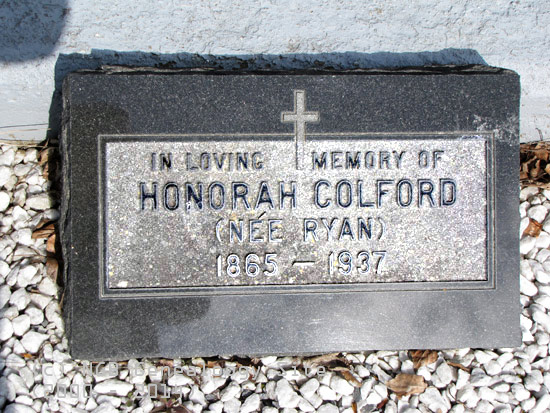 IN LOVING MEMORY OF
HONORAH COLFORD
(NÉE RYAN)
1865 – 1937